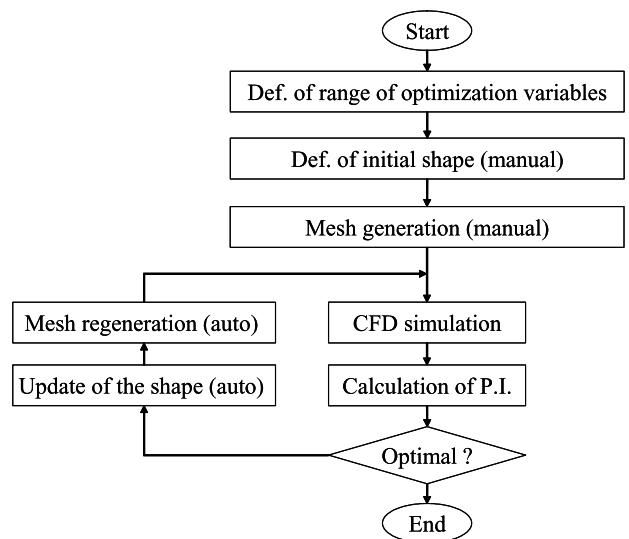 Start
Def. of range of optimization variables
Def. of initial shape (manual)
Mesh generation (manual)
Mesh regeneration (auto)
CFD simulation
Update of the shape (auto)
Calculation of P.I.
Optimal ?
End